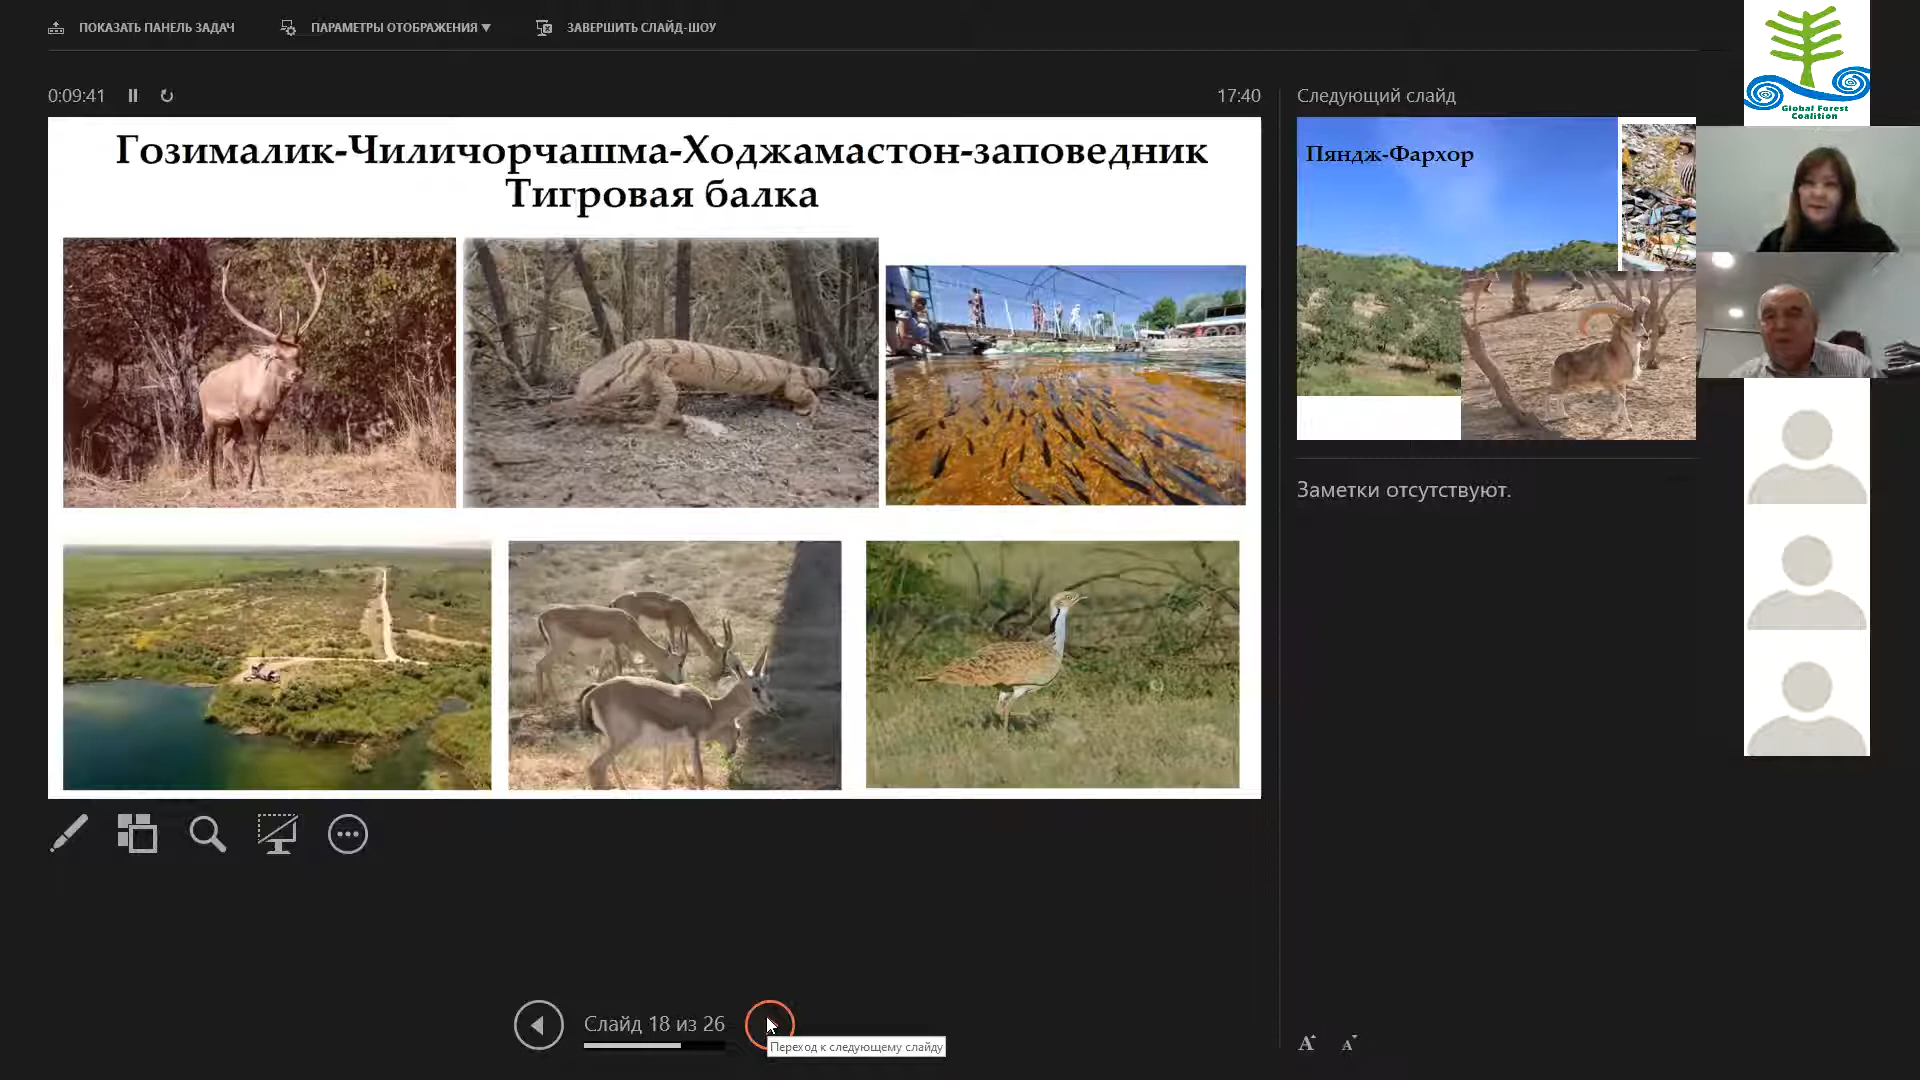 ПОКАЗАТЬ ПАНЕЛЬ ЗАДАЧ
ПАРАМЕТРЫ ОТОБРАЖЕНИЯ ▼
ЗАВЕРШИТЬ СЛАЙД-ШОУ
0:09:41
17:40
Гозималик-Чиличорчашма-Ходжамастон-заповедник
Тигровая балка
Слайд 18 из 26
Переход к следующему слайду
Следующий слайд
Пяндж-Фархор
Заметки отсутствуют.
A A
Global Forest
Coalition